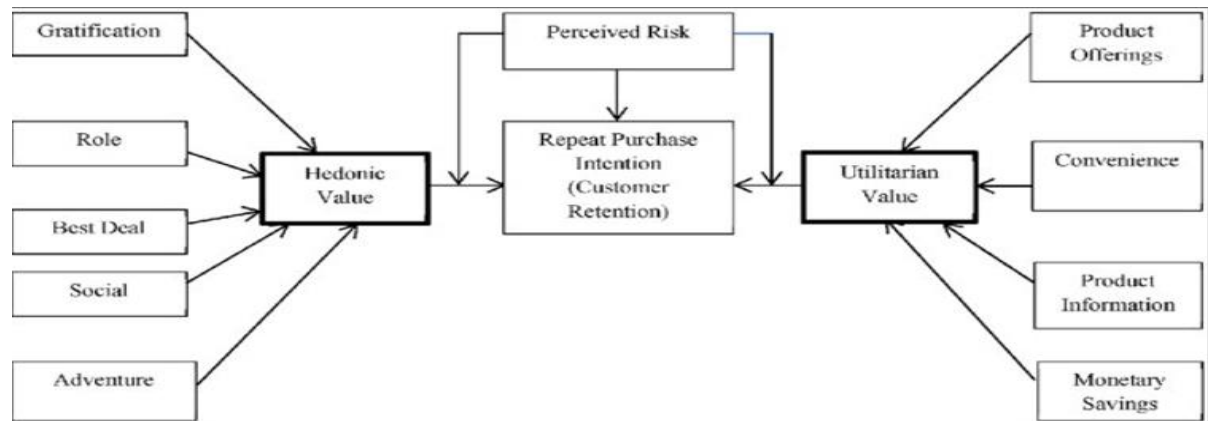 Gratification
Perceived Risk
Product
Offerings
Role
Repeat Purchase
Intention
(Customer
Retention)
Hedonic
Value
Utilitarian
Value
Convenience
Best Deal
Social
Product
Information
Adventure
Monetary
Savings